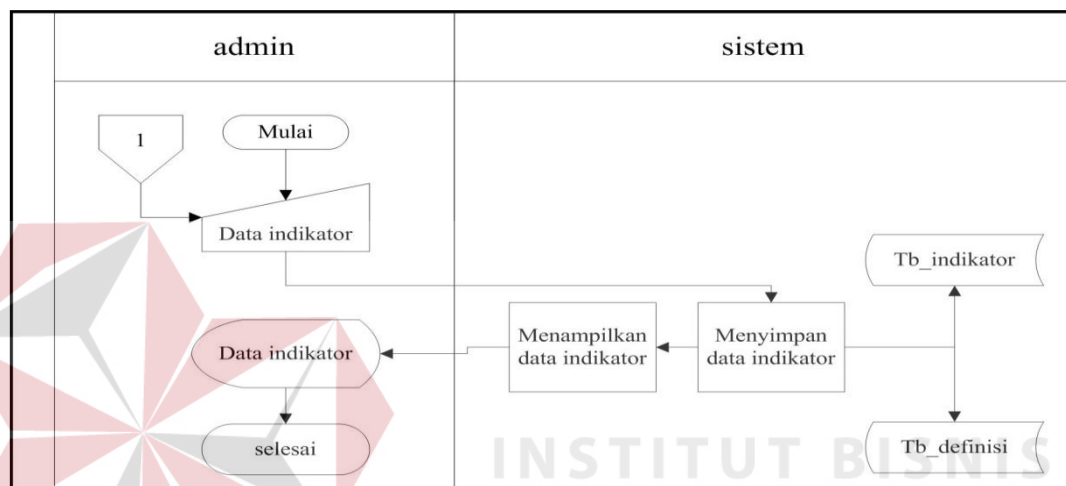 admin
sistem
1
Mulai
Data indikator
Tb_indikator
Data indikator
Menampilkan
data indikator
Menyimpan
data indikator
selesai
Tb_definisi
INSTITUT BISNIS